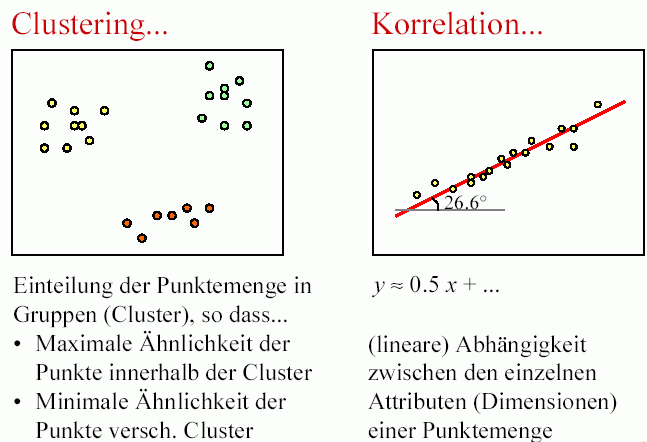 Clustering...
Einteilung der Punktemenge in
Gruppen (Cluster), so dass...
• Maximale Ähnlichkeit der
Punkte innerhalb der Cluster
• Minimale Ähnlichkeit der
Punkte versch. Cluster
Korrelation...
26.6°
y ≈ 0.5 x + ...
(lineare) Abhängigkeit
zwischen den einzelnen
Attributen (Dimensionen)
einer Punktemenge